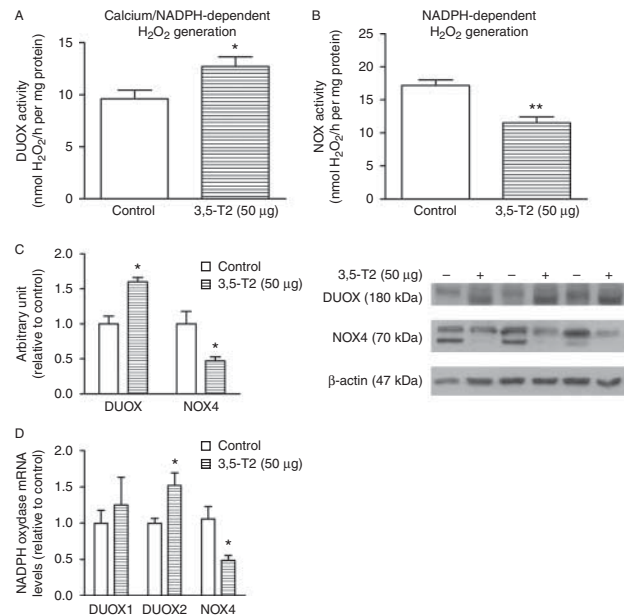 A
Calcium/NADPH-dependent
H₂O₂ generation
DUOX activity
(nmol H₂O₂/h per mg protein)
15
10
5
0
*
Control
3,5-T2 (50 μg)
B
NADPH-dependent
H₂O₂ generation
NOX activity
(nmol H₂O₂/h per mg protein)
25
20
15
10
5
0
**
Control
3,5-T2 (50 μg)
C
Arbitrary unit
(relative to control)
2.0
1.5
1.0
0.5
0.0
Control
3,5-T2 (50 μg)
*
*
DUOX
NOX4
3,5-T2 (50 μg) – + – + – +
DUOX (180 kDa)
NOX4 (70 kDa)
β-actin (47 kDa)
D
NADPH oxydase mRNA
levels (relative to control)
2.0
1.5
1.0
0.5
0.0
Control
3,5-T2 (50 μg)
*
*
DUOX1
DUOX2
NOX4